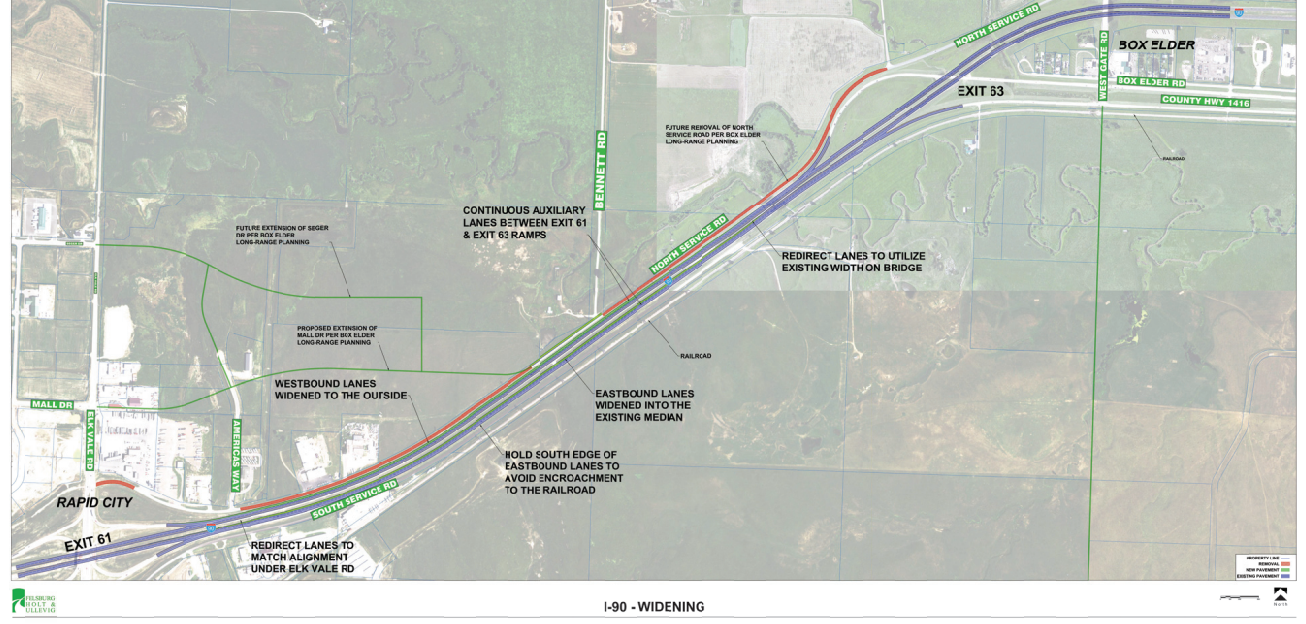 NORTH SERVICE RD
90
BOX ELDER
WEST GATE RD
BOX ELDER RD
EXIT 63
COUNTY HWY 1416
RAILROAD
FUTURE REMOVAL OF NORTH
SERVICE ROAD PER BOX ELDER
LONG-RANGE PLANNING
BENNETT RD
CONTINUOUS AUXILIARY
LANES BETWEEN EXIT 61
& EXIT 63 RAMPS
NORTH SERVICE RD
REDIRECT LANES TO UTILIZE
EXISTING WIDTH ON BRIDGE
FUTURE EXTENSION OF SEGER
DR PER BOX ELDER
LONG-RANGE PLANNING
PROPOSED EXTENSION OF
MALL DR PER BOX ELDER
LONG-RANGE PLANNING
RAILROAD
WESTBOUND LANES
WIDENED TO THE OUTSIDE
EASTBOUND LANES
WIDENED INTO THE
EXISTING MEDIAN
MALL DR
ELK VALE RD
AMERICAS WAY
HOLD SOUTH EDGE OF
EASTBOUND LANES TO
AVOID ENCROACHMENT
TO THE RAILROAD
RAPID CITY
SOUTH SERVICE RD
EXIT 61
90
REDIRECT LANES TO
MATCH ALIGNMENT
UNDER ELK VALE RD
PROPERTY LINE
REMOVAL
NEW PAVEMENT
EXISTING PAVEMENT
FELSBURG
HOLT &
ULLEVIG
I-90 - WIDENING
North